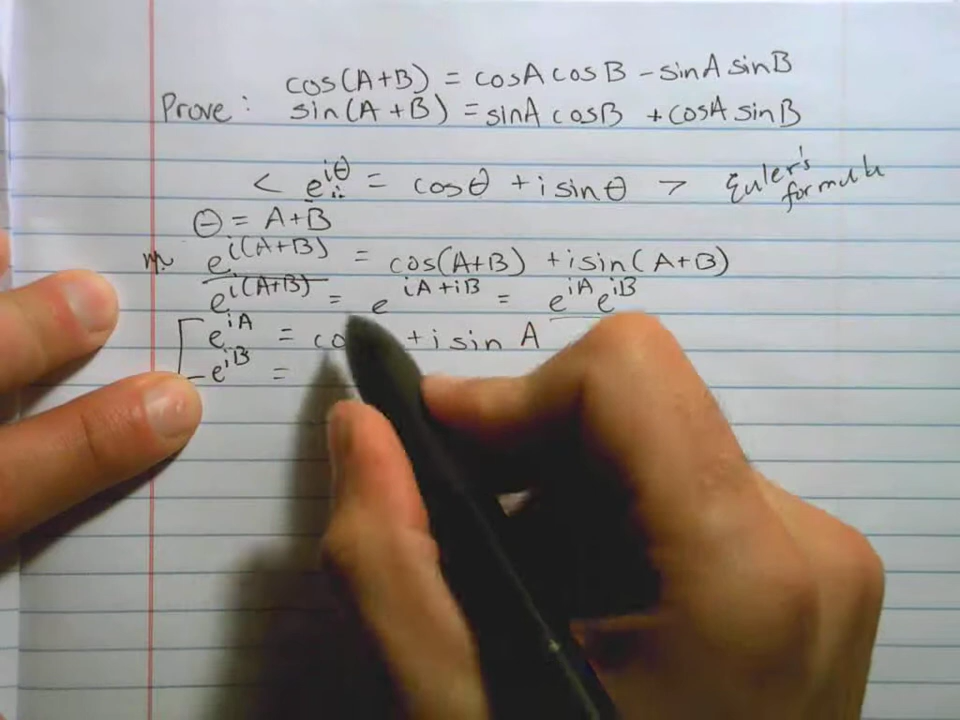 cos(A+B) = cosA cosB - sinA sinB
Prove: sin(A+B) = sinA cosB + cosA sinB
< e^{iθ} = cosθ + i sinθ > Euler's formula
Θ = A+B
e^{i(A+B)} = cos(A+B) + i sin(A+B)
e^{i(A+B)} = e^{iA+iB} = e^{iA} e^{iB}
e^{iA} = co + i sin A
e^{iB} =